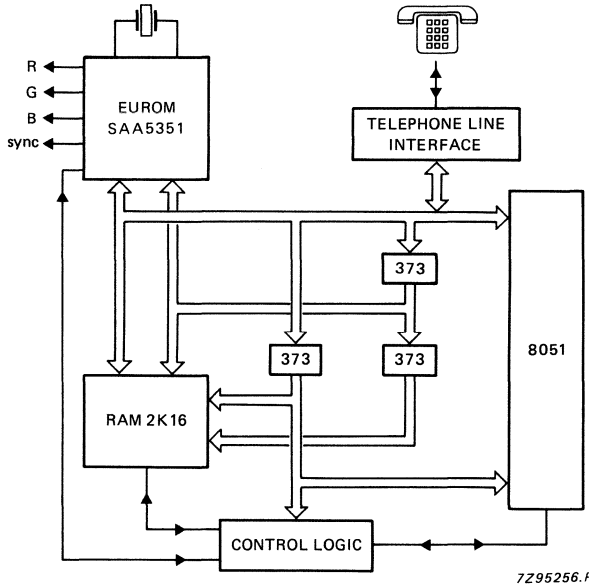 R
G
B
sync
EUROM
SAA5351
TELEPHONE LINE
INTERFACE
373
373
373
8051
RAM 2K16
CONTROL LOGIC
7Z95256.F